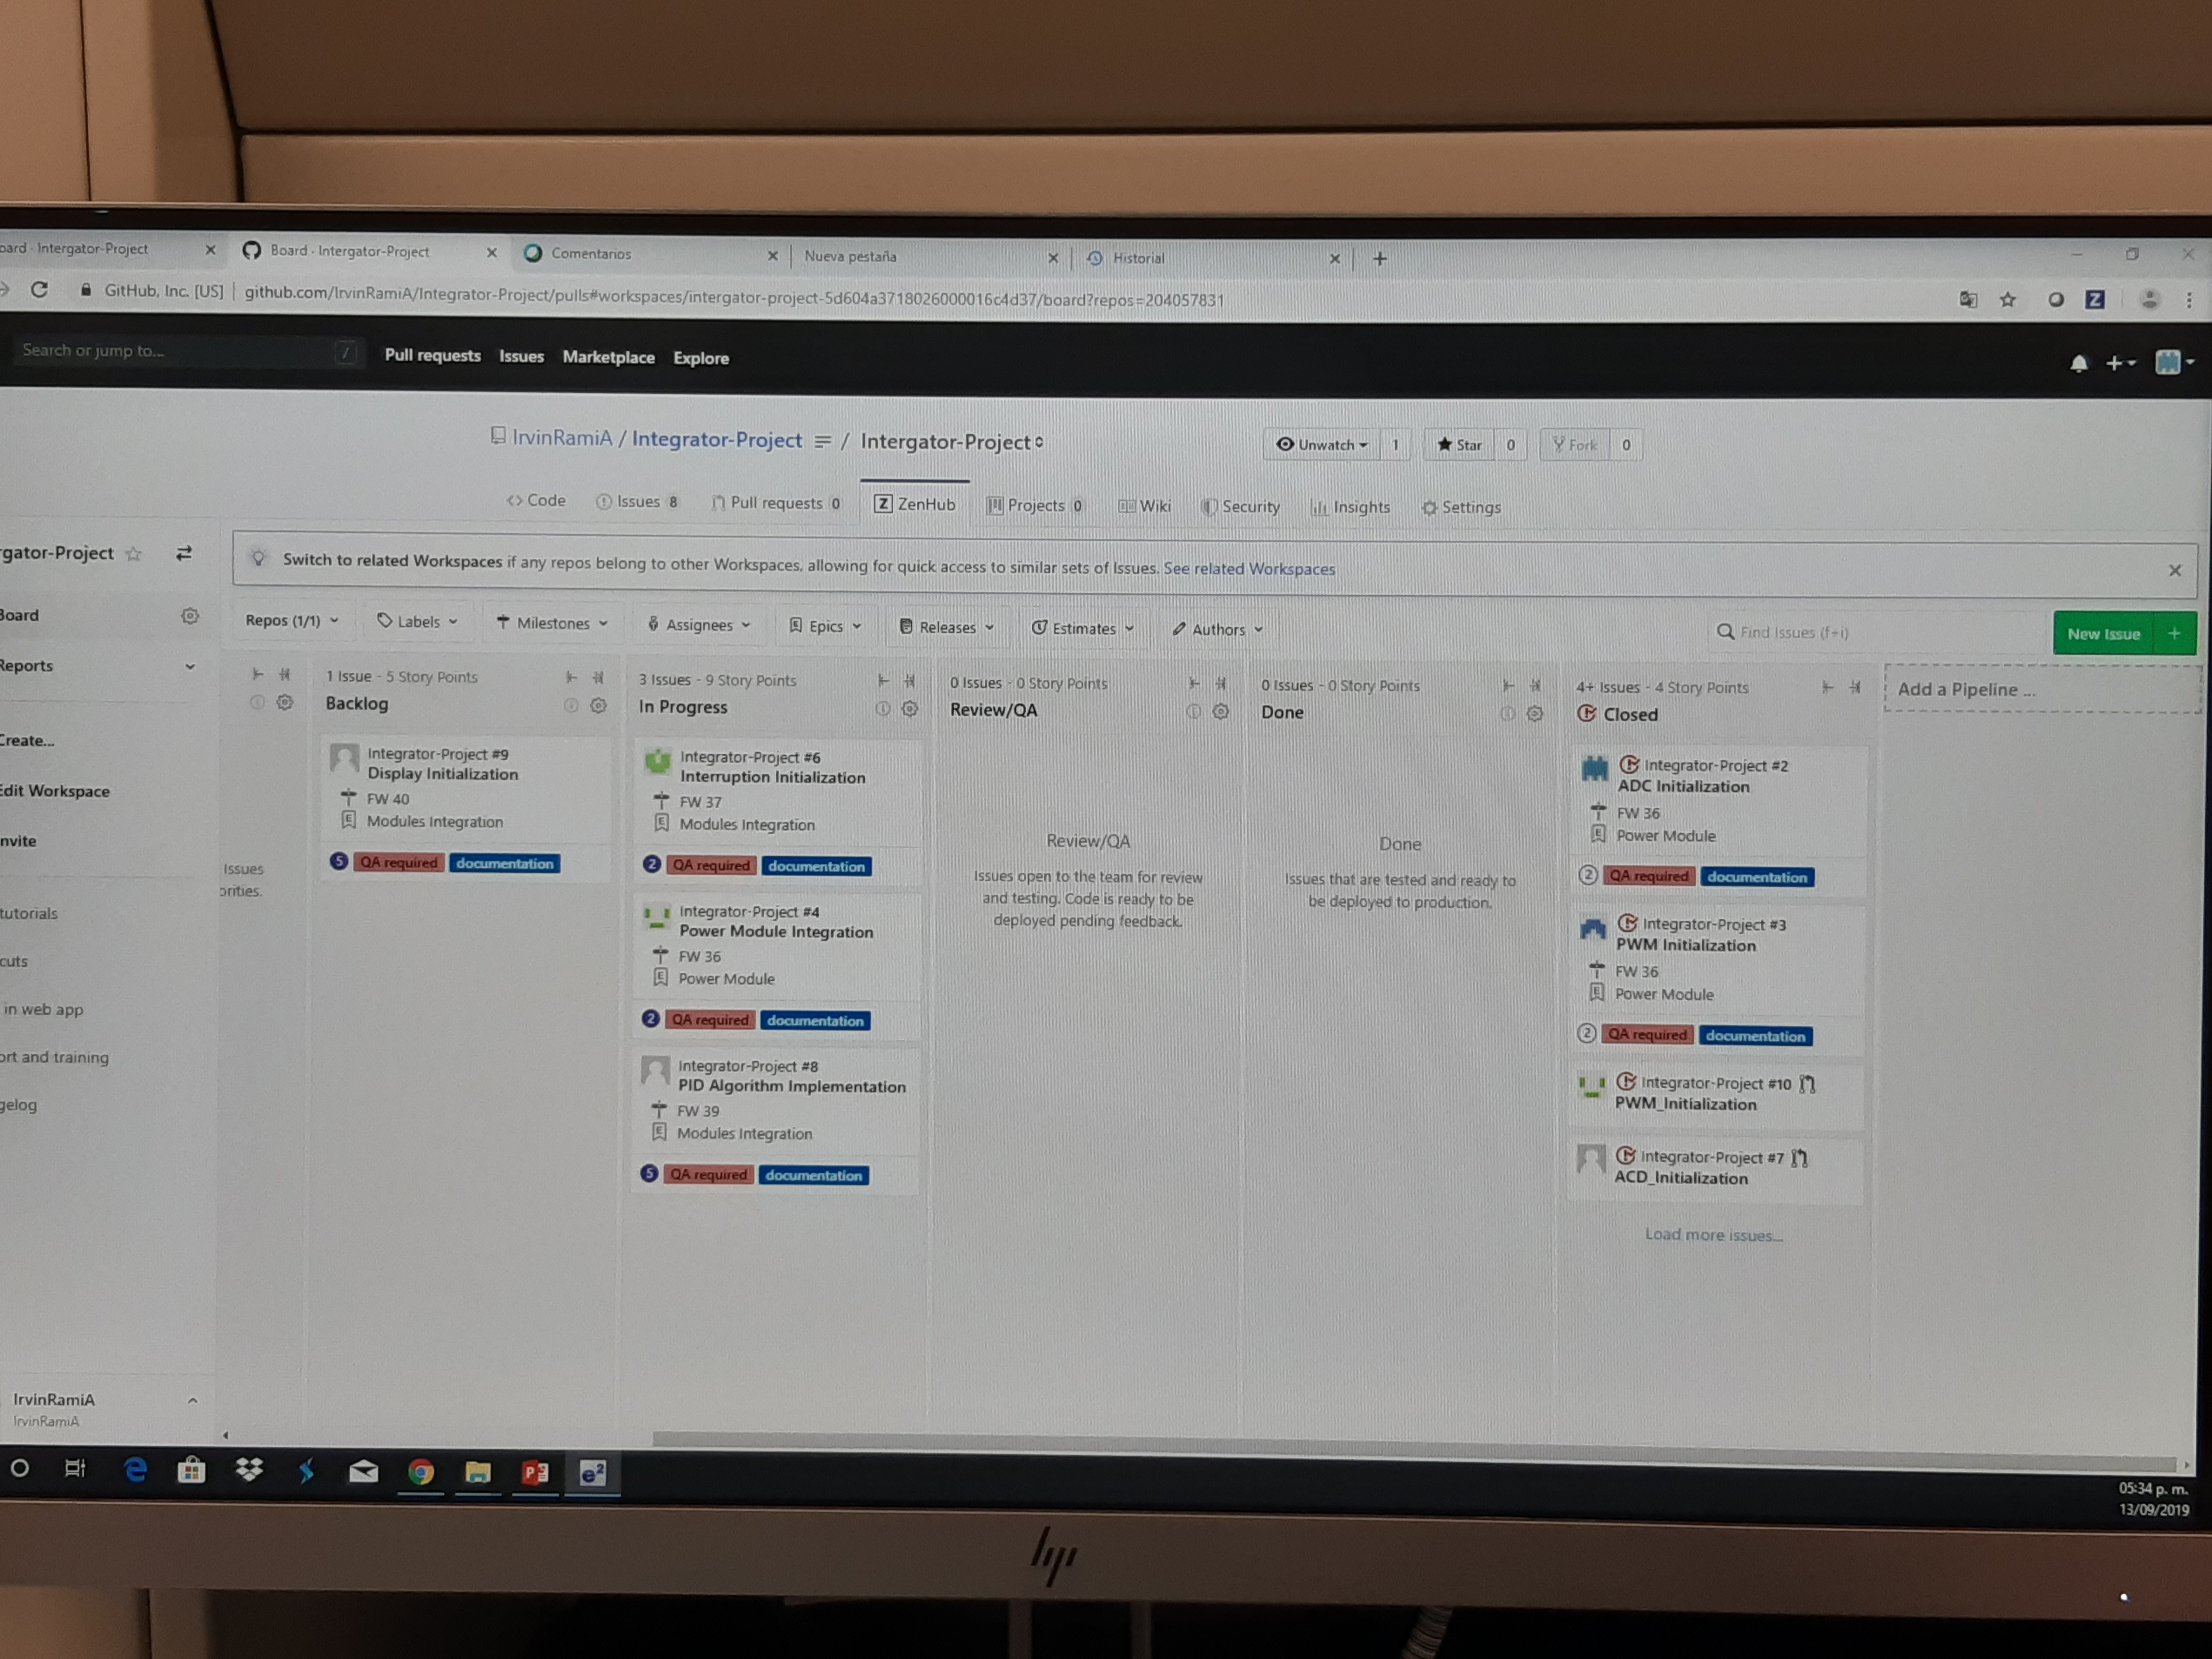 oard - Intergator-Project
Board - Intergator-Project
Comentarios
Nueva pestaña
Historial
GitHub, Inc. [US]
github.com/IrvinRamiA/Integrator-Project/pulls#workspaces/intergator-project-5d604a3718026000016c4d37/board?repos=204057831
Search or jump to...
/
Pull requests
Issues
Marketplace
Explore
IrvinRamiA / Integrator-Project / Intergator-Project
Unwatch 1
Star 0
Fork 0
Code
Issues 8
Pull requests 0
ZenHub
Projects 0
Wiki
Security
Insights
Settings
rgator-Project
Board
Reports
Create...
Edit Workspace
nvite
tutorials
cuts
in web app
ort and training
gelog
IrvinRamiA
IrvinRamiA
Switch to related Workspaces if any repos belong to other Workspaces, allowing for quick access to similar sets of Issues. See related Workspaces
Repos (1/1)
Labels
Milestones
Assignees
Epics
Releases
Estimates
Authors
Find Issues (f+i)
New Issue +
Issues
orities.
1 Issue - 5 Story Points
Backlog
Integrator-Project #9
Display Initialization
FW 40
Modules Integration
5 QA required documentation
3 Issues - 9 Story Points
In Progress
Integrator-Project #6
Interruption Initialization
FW 37
Modules Integration
2 QA required documentation
Integrator-Project #4
Power Module Integration
FW 36
Power Module
2 QA required documentation
Integrator-Project #8
PID Algorithm Implementation
FW 39
Modules Integration
5 QA required documentation
0 Issues - 0 Story Points
Review/QA
Review/QA
Issues open to the team for review
and testing. Code is ready to be
deployed pending feedback.
0 Issues - 0 Story Points
Done
Done
Issues that are tested and ready to
be deployed to production.
4+ Issues - 4 Story Points
Closed
Integrator-Project #2
ADC Initialization
FW 36
Power Module
2 QA required documentation
Integrator-Project #3
PWM Initialization
FW 36
Power Module
2 QA required documentation
Integrator-Project #10
PWM_Initialization
Integrator-Project #7
ACD_Initialization
Load more issues...
Add a Pipeline ...
05:34 p. m.
13/09/2019
hp